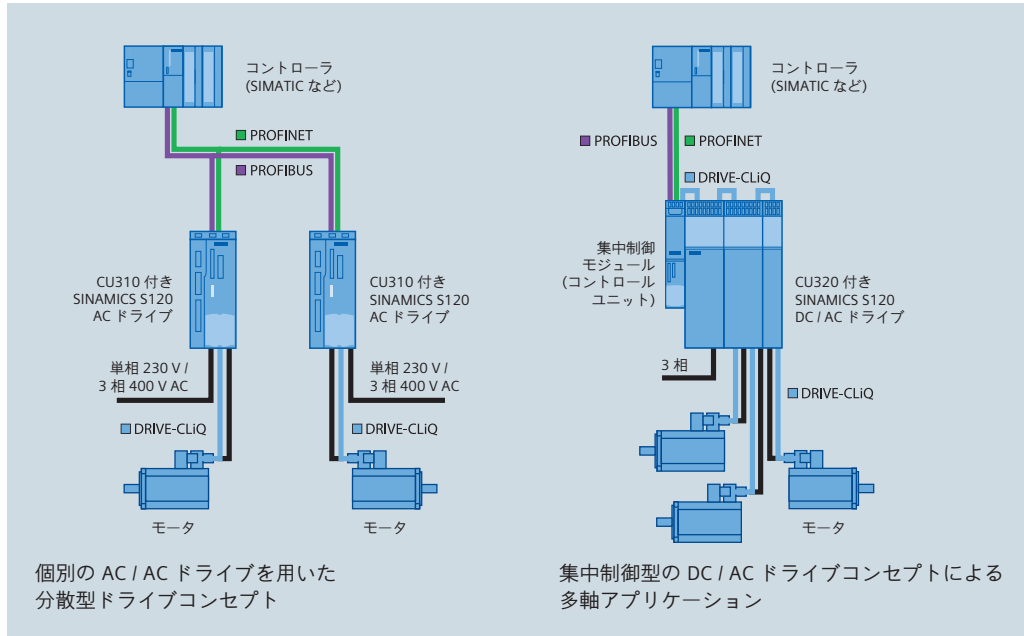 コントローラ
(SIMATIC など)
PROFINET
PROFIBUS
CU310 付き
SINAMICS S120
AC ドライブ
CU310 付き
SINAMICS S120
AC ドライブ
単相 230 V /
3 相 400 V AC
単相 230 V /
3 相 400 V AC
DRIVE-CLiQ
DRIVE-CLiQ
モータ
モータ
個別の AC / AC ドライブを用いた
分散型ドライブコンセプト
コントローラ
(SIMATIC など)
PROFIBUS
PROFINET
DRIVE-CLiQ
集中制御
モジュール
(コントロール
ユニット)
CU320 付き
SINAMICS S120
DC / AC ドライブ
3 相
DRIVE-CLiQ
モータ
集中制御型の DC / AC ドライブコンセプトによる
多軸アプリケーション